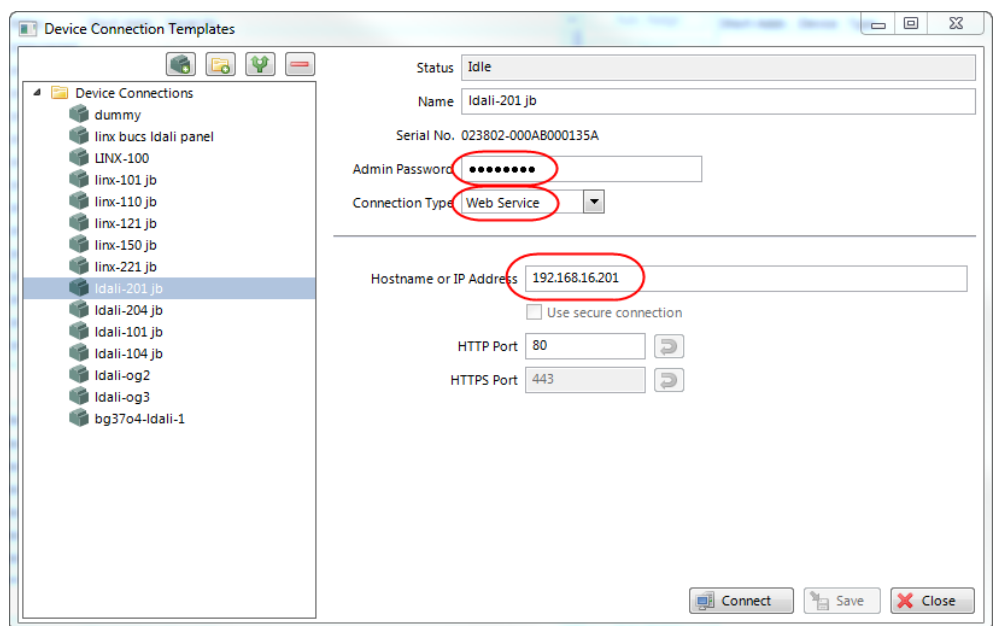 Device Connection Templates
Device Connections
dummy
linx bucs ldali panel
LINX-100
linx-101 jb
linx-110 jb
linx-121 jb
linx-150 jb
linx-221 jb
ldali-201 jb
ldali-204 jb
ldali-101 jb
ldali-104 jb
ldali-og2
ldali-og3
bg37o4-ldali-1
Status Idle
Name ldali-201 jb
Serial No. 023802-000AB000135A
Admin Password ●●●●●●●●
Connection Type Web Service
Hostname or IP Address 192.168.16.201
Use secure connection
HTTP Port 80
HTTPS Port 443
Connect Save Close